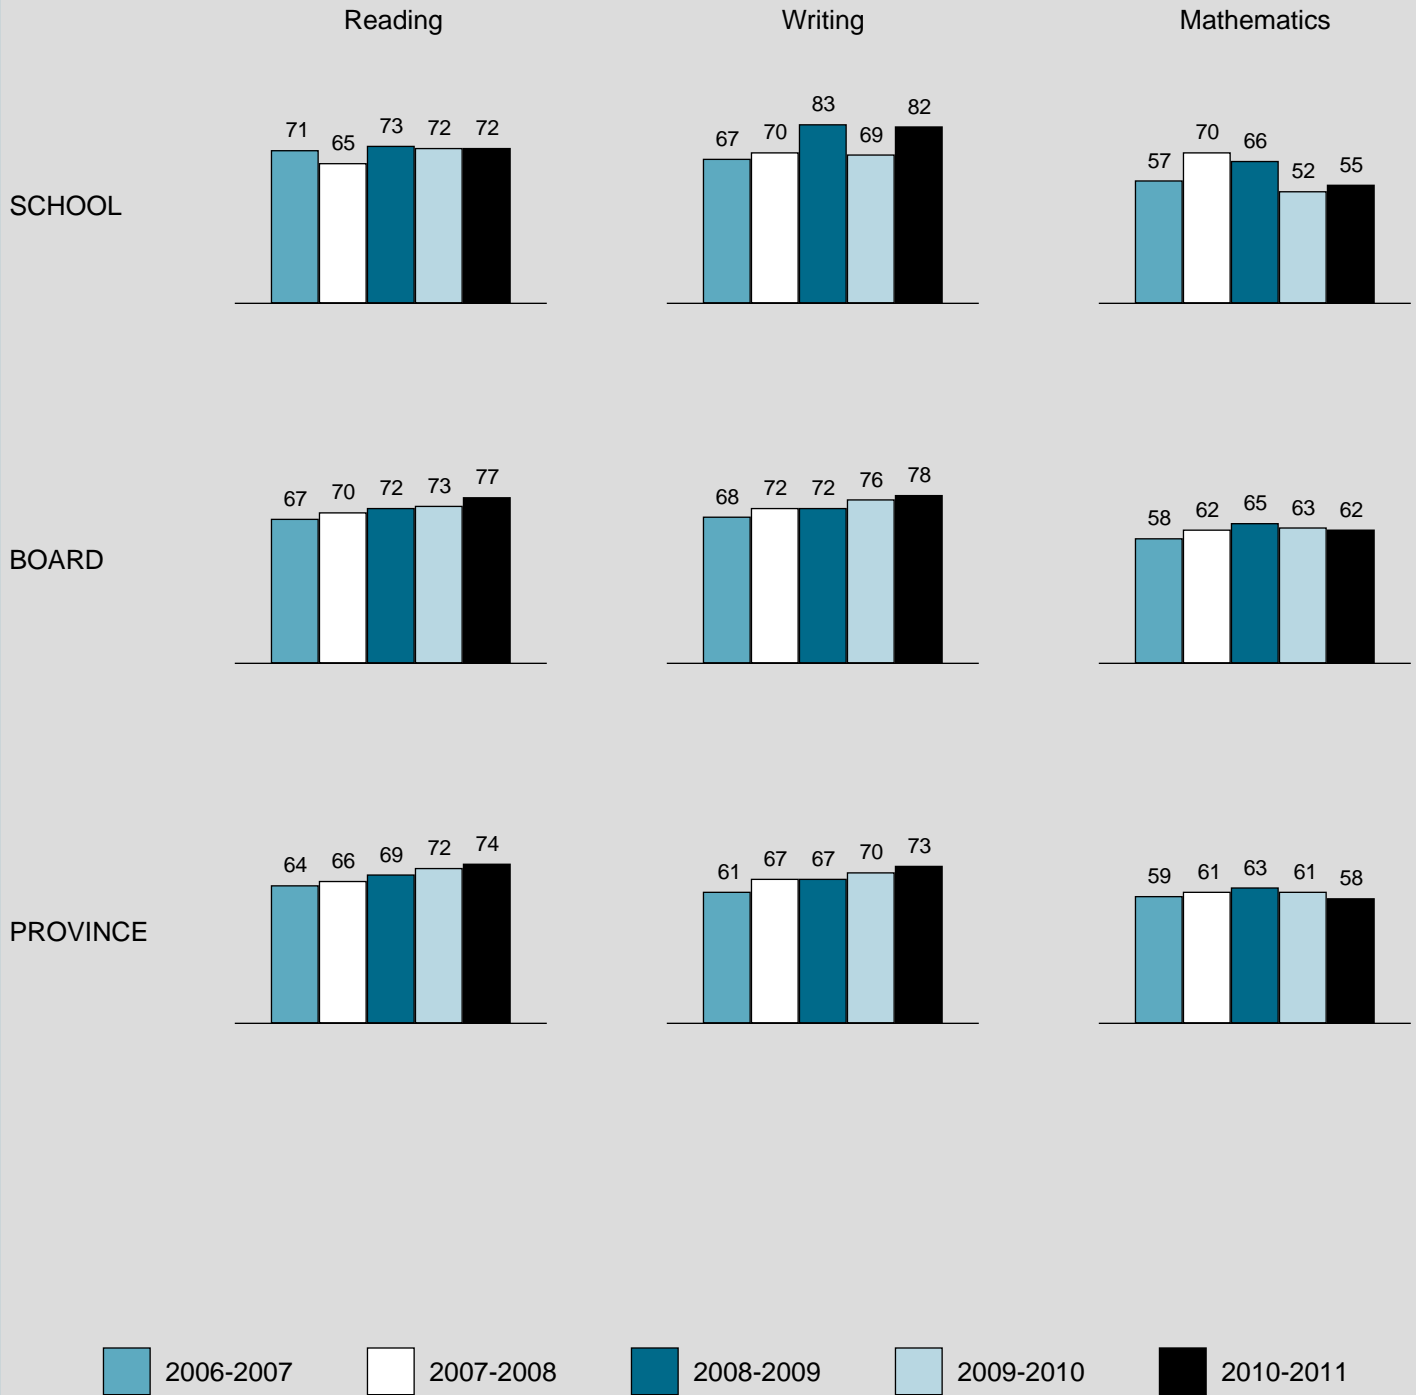 Reading Writing Mathematics
SCHOOL
71 65 73 72 72
67 70 83 69 82
57 70 66 52 55
BOARD
67 70 72 73 77
68 72 72 76 78
58 62 65 63 62
PROVINCE
64 66 69 72 74
61 67 67 70 73
59 61 63 61 58
2006-2007 2007-2008 2008-2009 2009-2010 2010-2011